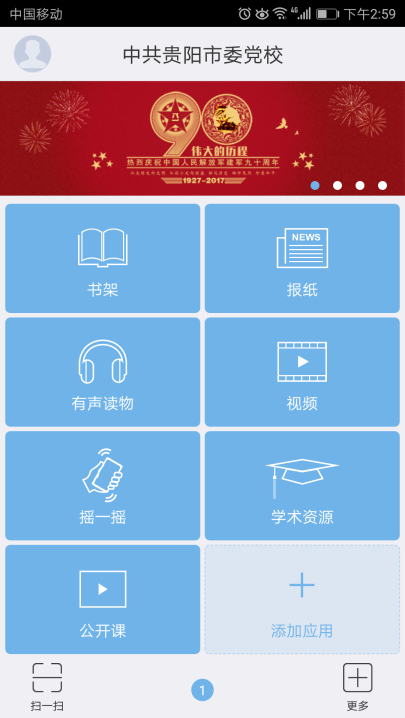 中国移动
4G
下午2:59
中共贵阳市委党校
90
伟大的历程
热烈庆祝中国人民解放军建军九十周年
1927-2017
书架
NEWS
报纸
有声读物
视频
摇一摇
学术资源
公开课
添加应用
扫一扫
1
更多